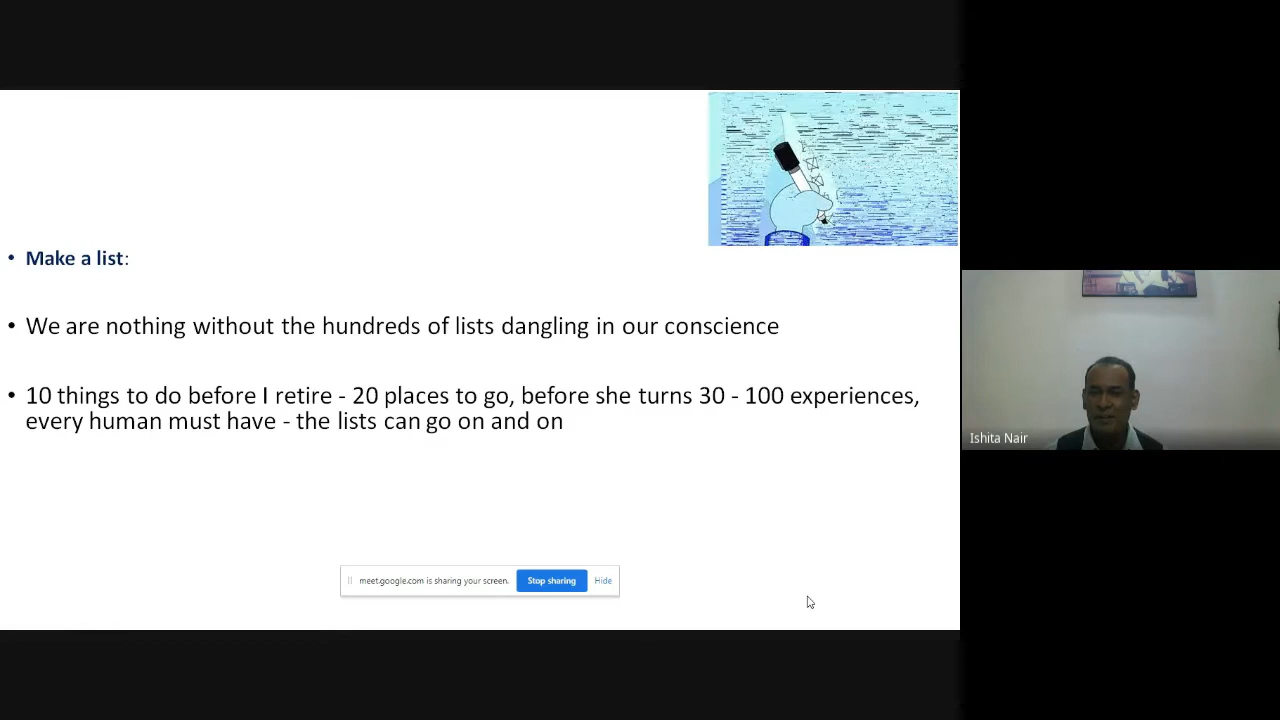 • Make a list:
• We are nothing without the hundreds of lists dangling in our conscience
• 10 things to do before I retire - 20 places to go, before she turns 30 - 100 experiences,
every human must have - the lists can go on and on
Ishita Nair
meet.google.com is sharing your screen. Stop sharing Hide